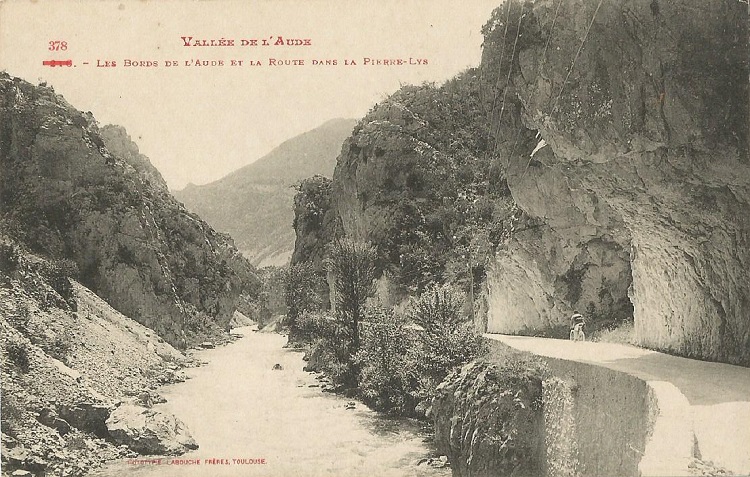 VALLÉE DE L'AUDE
378
- LES BORDS DE L'AUDE ET LA ROUTE DANS LA PIERRE-LYS
PHOTOTYPIE LABOUCHE FRÈRES, TOULOUSE.